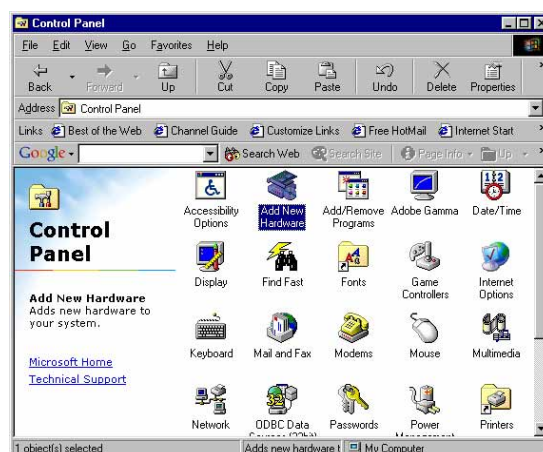 Control Panel
File Edit View Go Favorites Help
Back Forward Up Cut Copy Paste Undo Delete Properties
Address Control Panel
Links Best of the Web Channel Guide Customize Links Free HotMail Internet Start
Google Search Web Search Site Page Info Up
Control
Panel
Add New Hardware
Adds new hardware to
your system.
Microsoft Home
Technical Support
Accessibility
Options
Add New
Hardware
Add/Remove
Programs
Adobe Gamma
Date/Time
Display
Find Fast
Fonts
Game
Controllers
Internet
Options
Keyboard
Mail and Fax
Modems
Mouse
Multimedia
Network
ODBC Data
Passwords
Power
Printers
1 object(s) selected Adds new hardware t My Computer